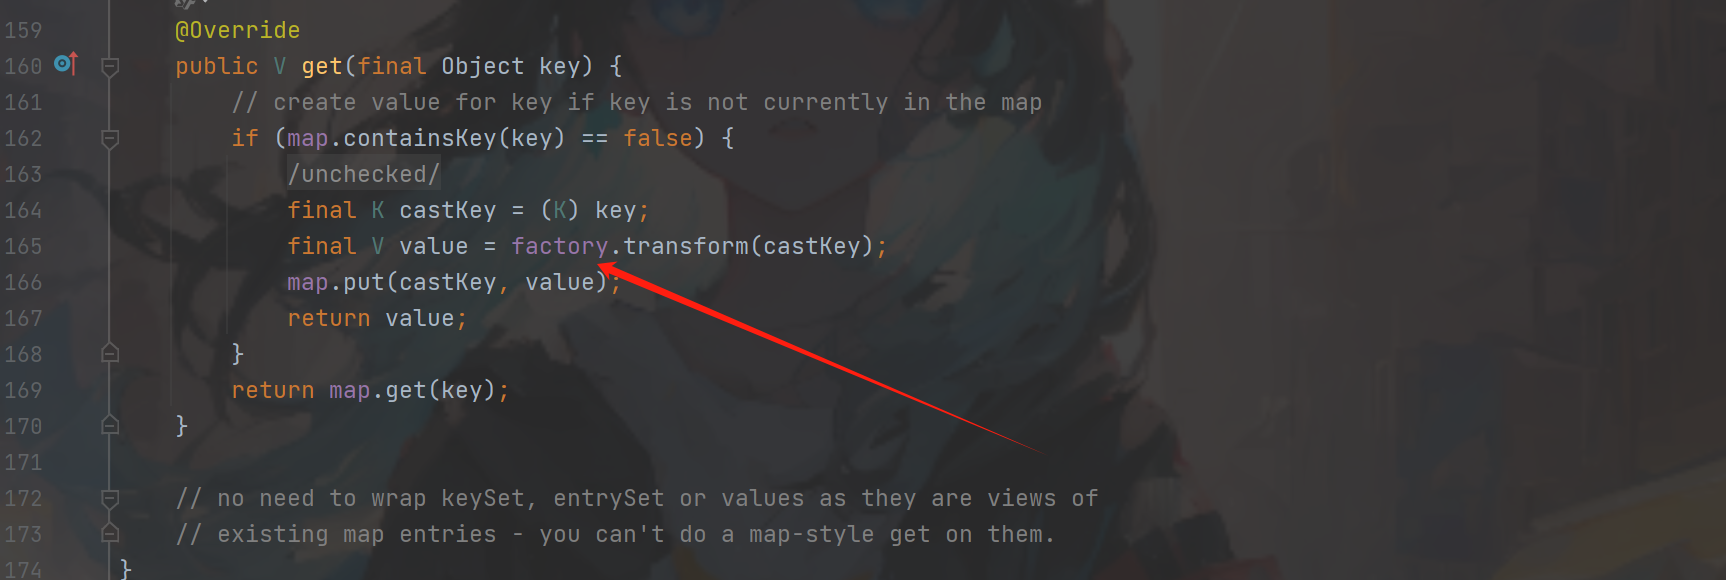 159 @Override
160 public V get(final Object key) {
161 // create value for key if key is not currently in the map
162 if (map.containsKey(key) == false) {
163 /unchecked/
164 final K castKey = (K) key;
165 final V value = factory.transform(castKey);
166 map.put(castKey, value);
167 return value;
168 }
169 return map.get(key);
170 }
171
172 // no need to wrap keySet, entrySet or values as they are views of
173 // existing map entries - you can't do a map-style get on them.
174 }